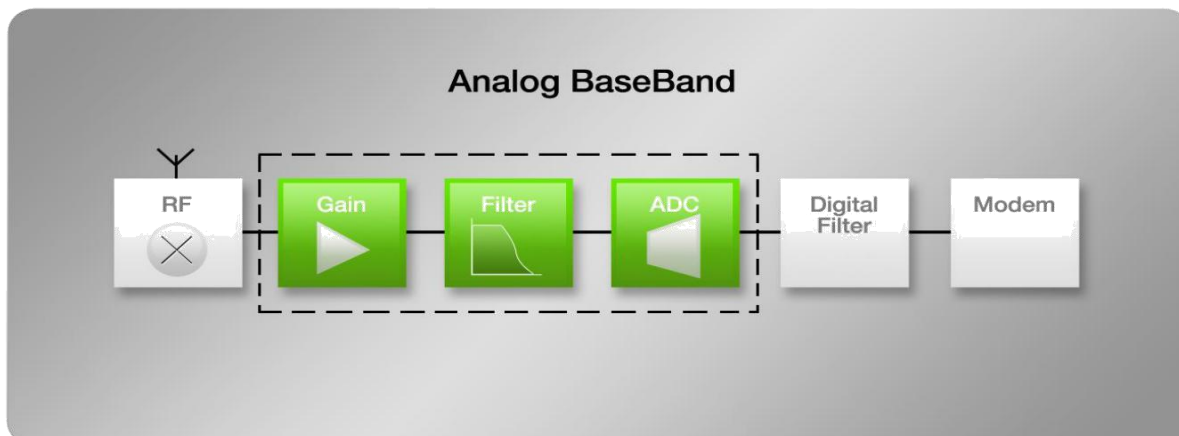 Analog BaseBand
RF
Gain
Filter
ADC
Digital
Filter
Modem